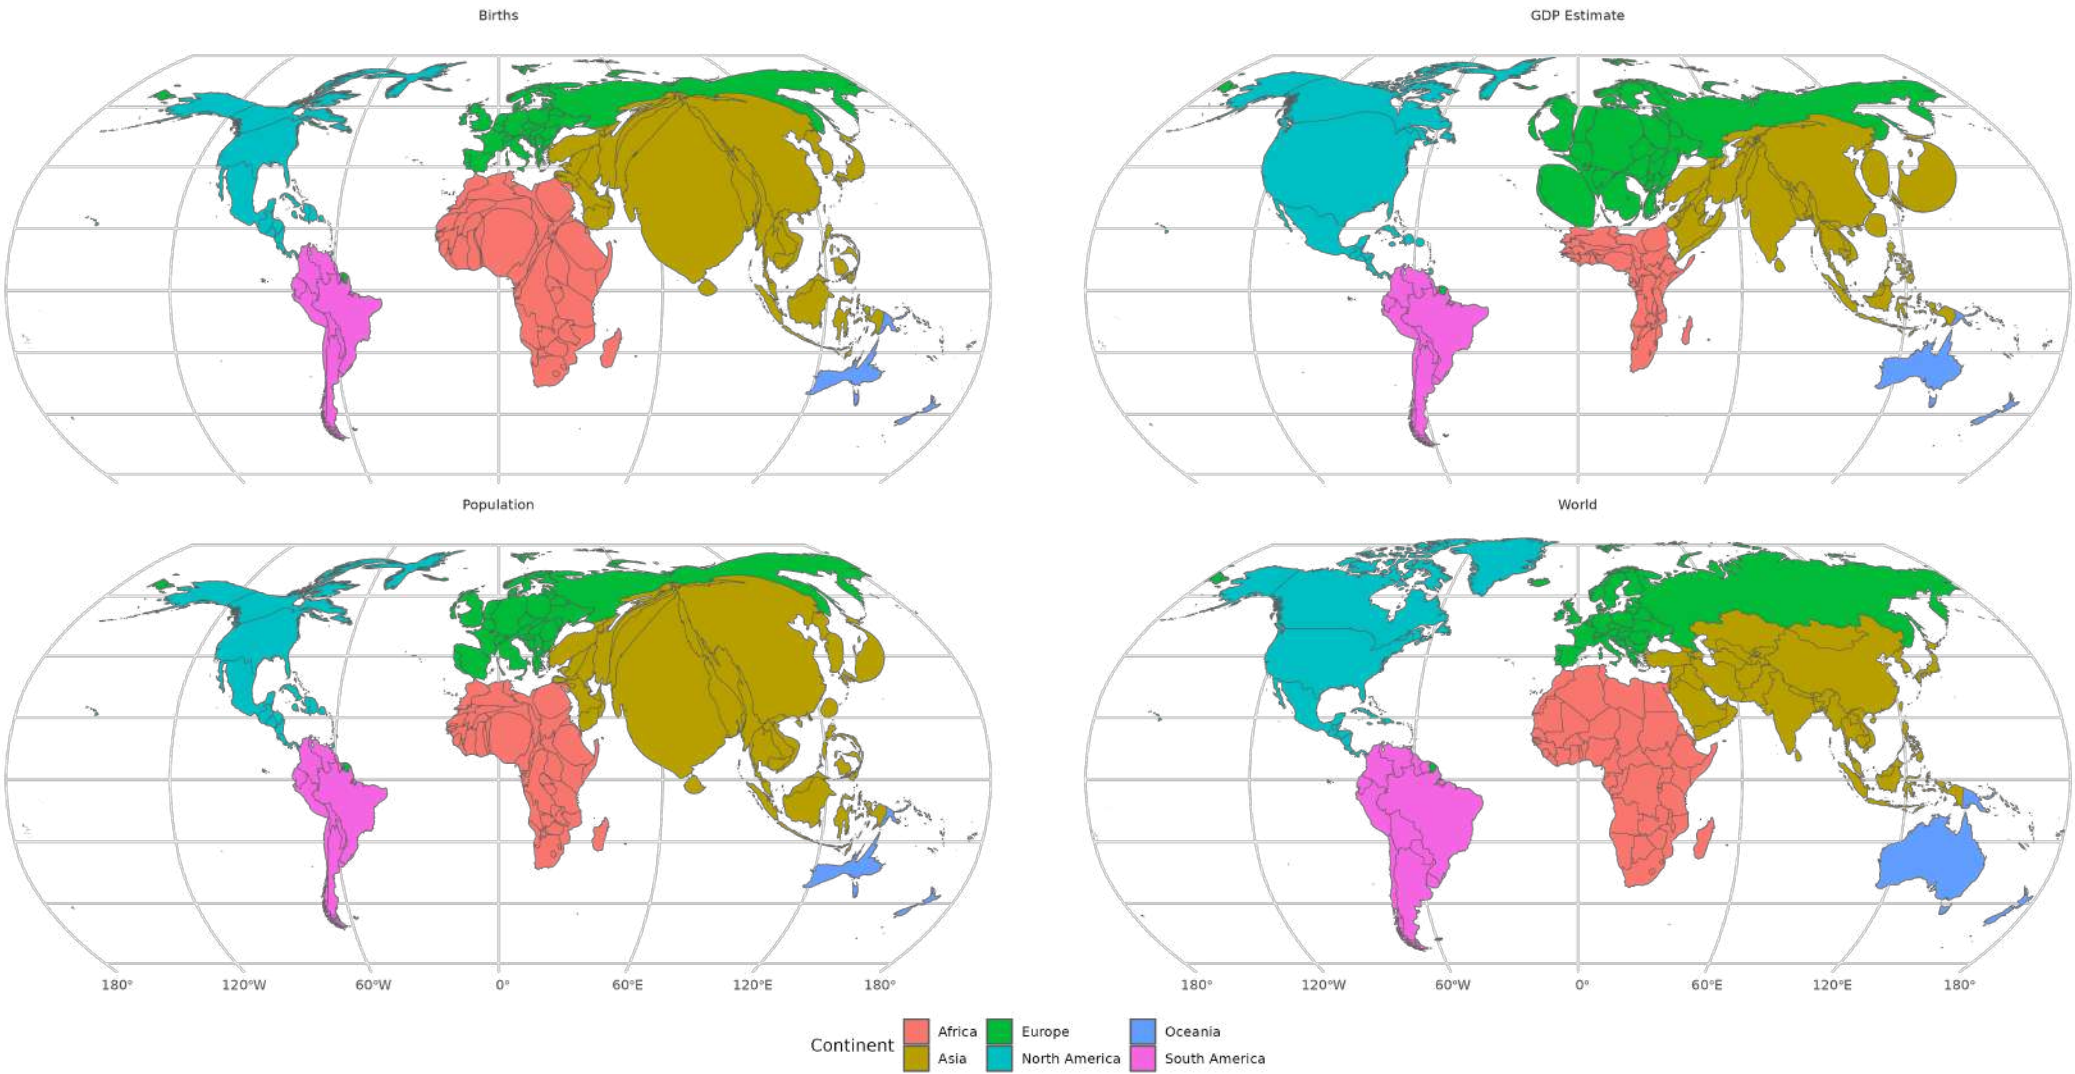 Births
GDP Estimate
Population
World
180° 120°W 60°W 0° 60°E 120°E 180°
180° 120°W 60°W 0° 60°E 120°E 180°
Continent
Africa Europe Oceania
Asia North America South America